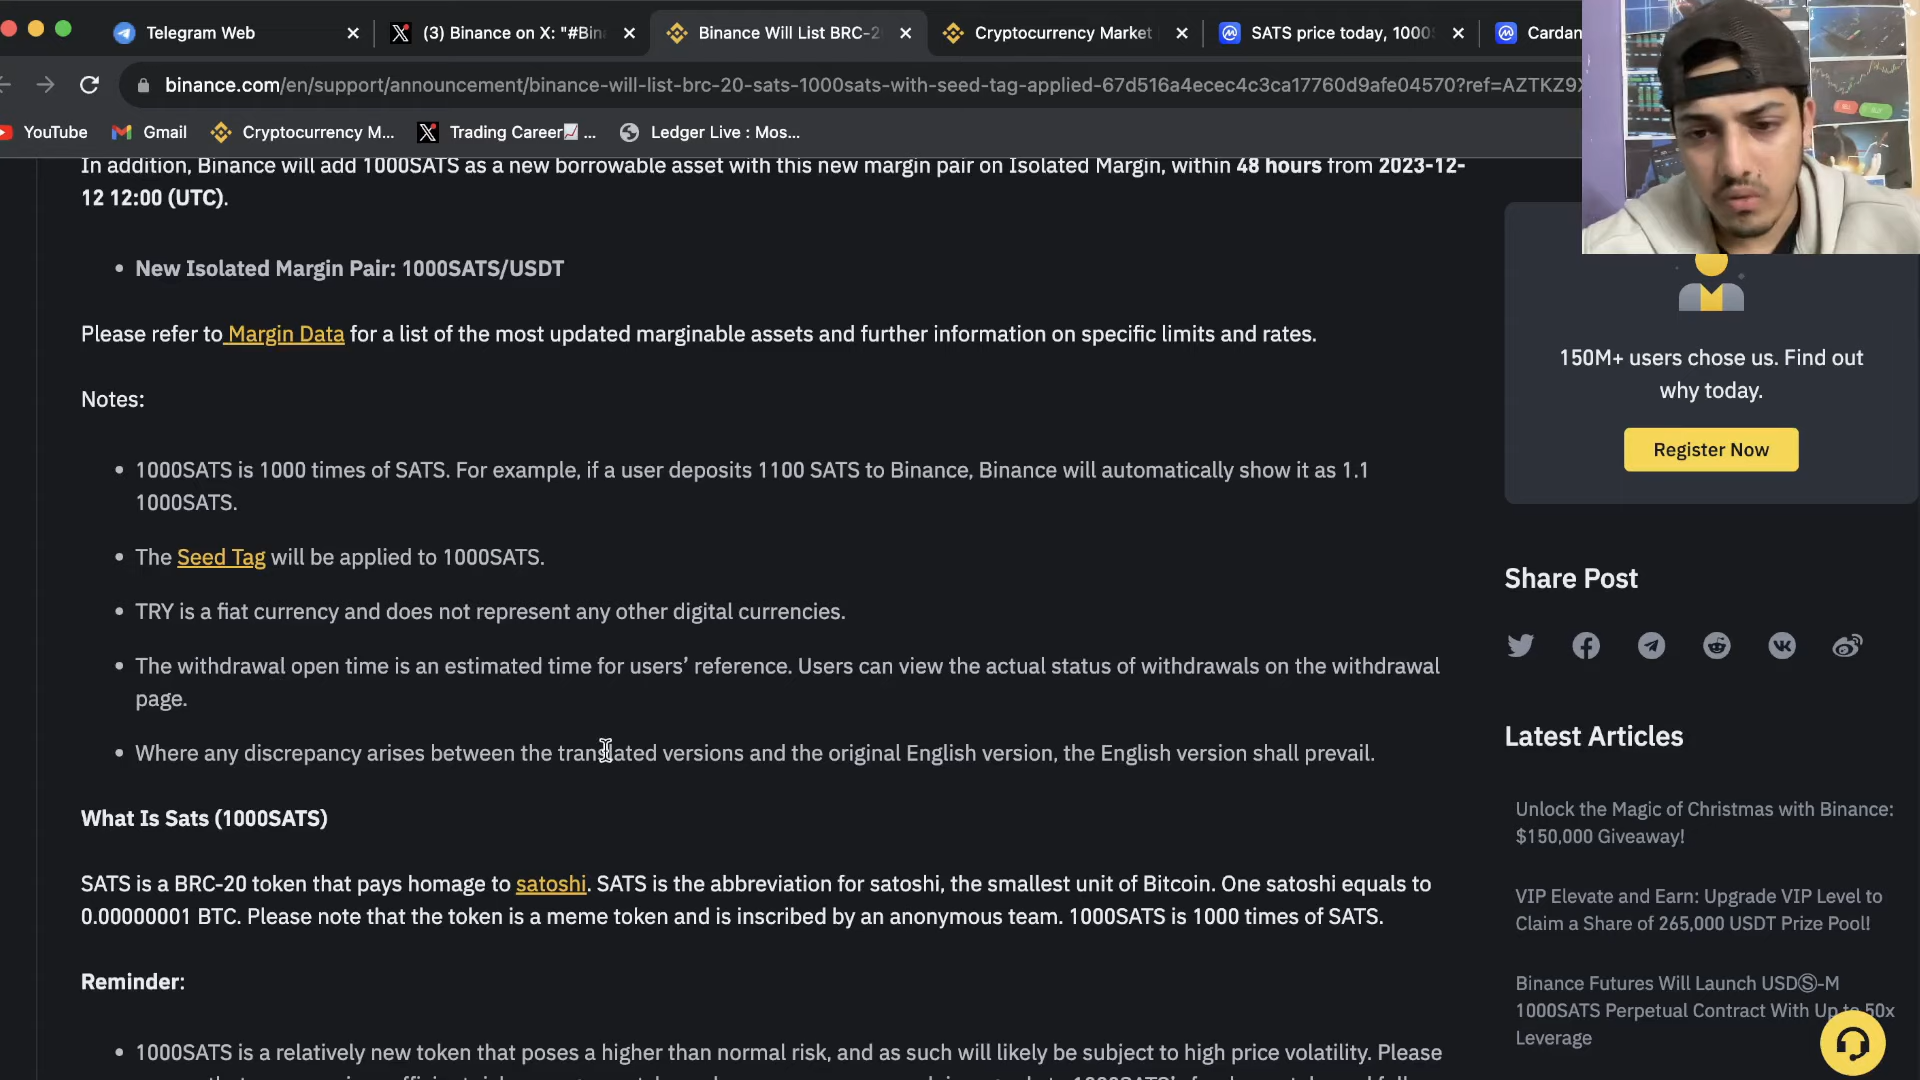 Telegram Web
(3) Binance on X: "#Bin
Binance Will List BRC-2
Cryptocurrency Market
SATS price today, 1000
Cardan
binance.com/en/support/announcement/binance-will-list-brc-20-sats-1000sats-with-seed-tag-applied-67d516a4ecec4c3ca17760d9afe04570?ref=AZTKZ9X
YouTube
Gmail
Cryptocurrency M...
Trading Career📈 ...
Ledger Live : Mos...
In addition, Binance will add 1000SATS as a new borrowable asset with this new margin pair on Isolated Margin, within 48 hours from 2023-12-
12 12:00 (UTC).
• New Isolated Margin Pair: 1000SATS/USDT
Please refer to Margin Data for a list of the most updated marginable assets and further information on specific limits and rates.
Notes:
• 1000SATS is 1000 times of SATS. For example, if a user deposits 1100 SATS to Binance, Binance will automatically show it as 1.1
1000SATS.
• The Seed Tag will be applied to 1000SATS.
• TRY is a fiat currency and does not represent any other digital currencies.
• The withdrawal open time is an estimated time for users’ reference. Users can view the actual status of withdrawals on the withdrawal
page.
• Where any discrepancy arises between the translated versions and the original English version, the English version shall prevail.
What Is Sats (1000SATS)
SATS is a BRC-20 token that pays homage to satoshi. SATS is the abbreviation for satoshi, the smallest unit of Bitcoin. One satoshi equals to
0.00000001 BTC. Please note that the token is a meme token and is inscribed by an anonymous team. 1000SATS is 1000 times of SATS.
Reminder:
• 1000SATS is a relatively new token that poses a higher than normal risk, and as such will likely be subject to high price volatility. Please
150M+ users chose us. Find out
why today.
Register Now
Share Post
Latest Articles
Unlock the Magic of Christmas with Binance:
$150,000 Giveaway!
VIP Elevate and Earn: Upgrade VIP Level to
Claim a Share of 265,000 USDT Prize Pool!
Binance Futures Will Launch USDⓈ-M
1000SATS Perpetual Contract With Up to 50x
Leverage